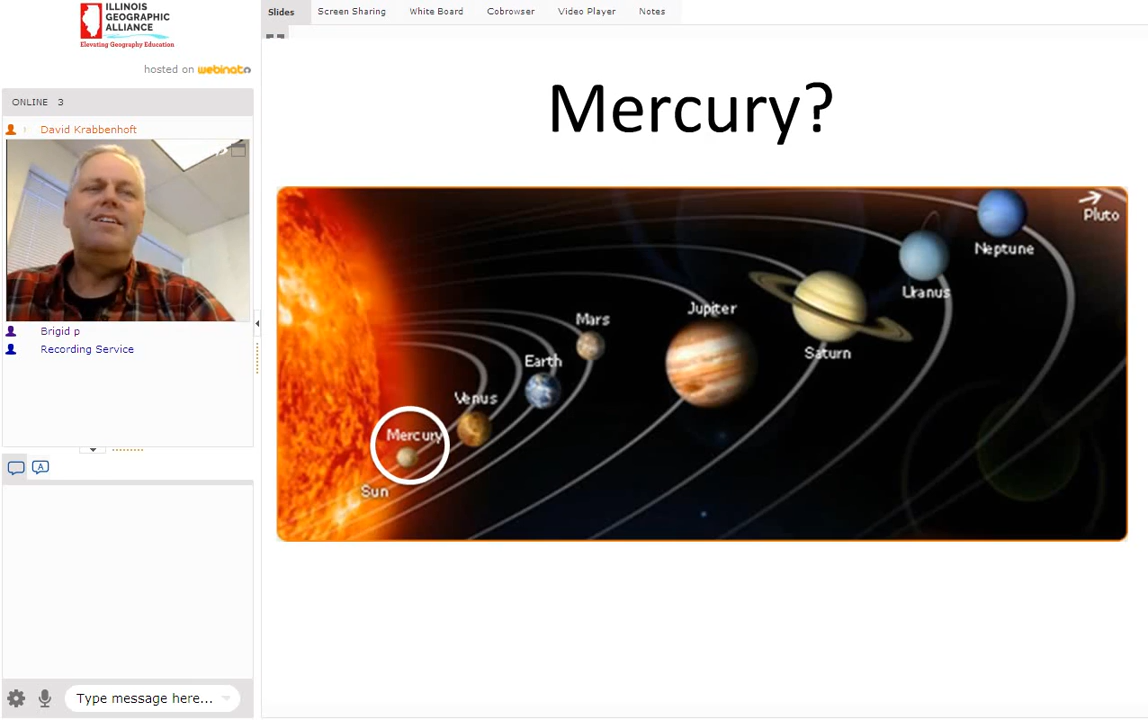 ILLINOIS
GEOGRAPHIC
ALLIANCE
Elevating Geography Education
hosted on webinato
ONLINE 3
David Krabbenhoft
Brigid p
Recording Service
A
Type message here...
Slides Screen Sharing White Board Cobrowser Video Player Notes
Mercury?
Pluto
Neptune
Uranus
Jupiter
Mars
Saturn
Earth
Venus
Mercury
Sun